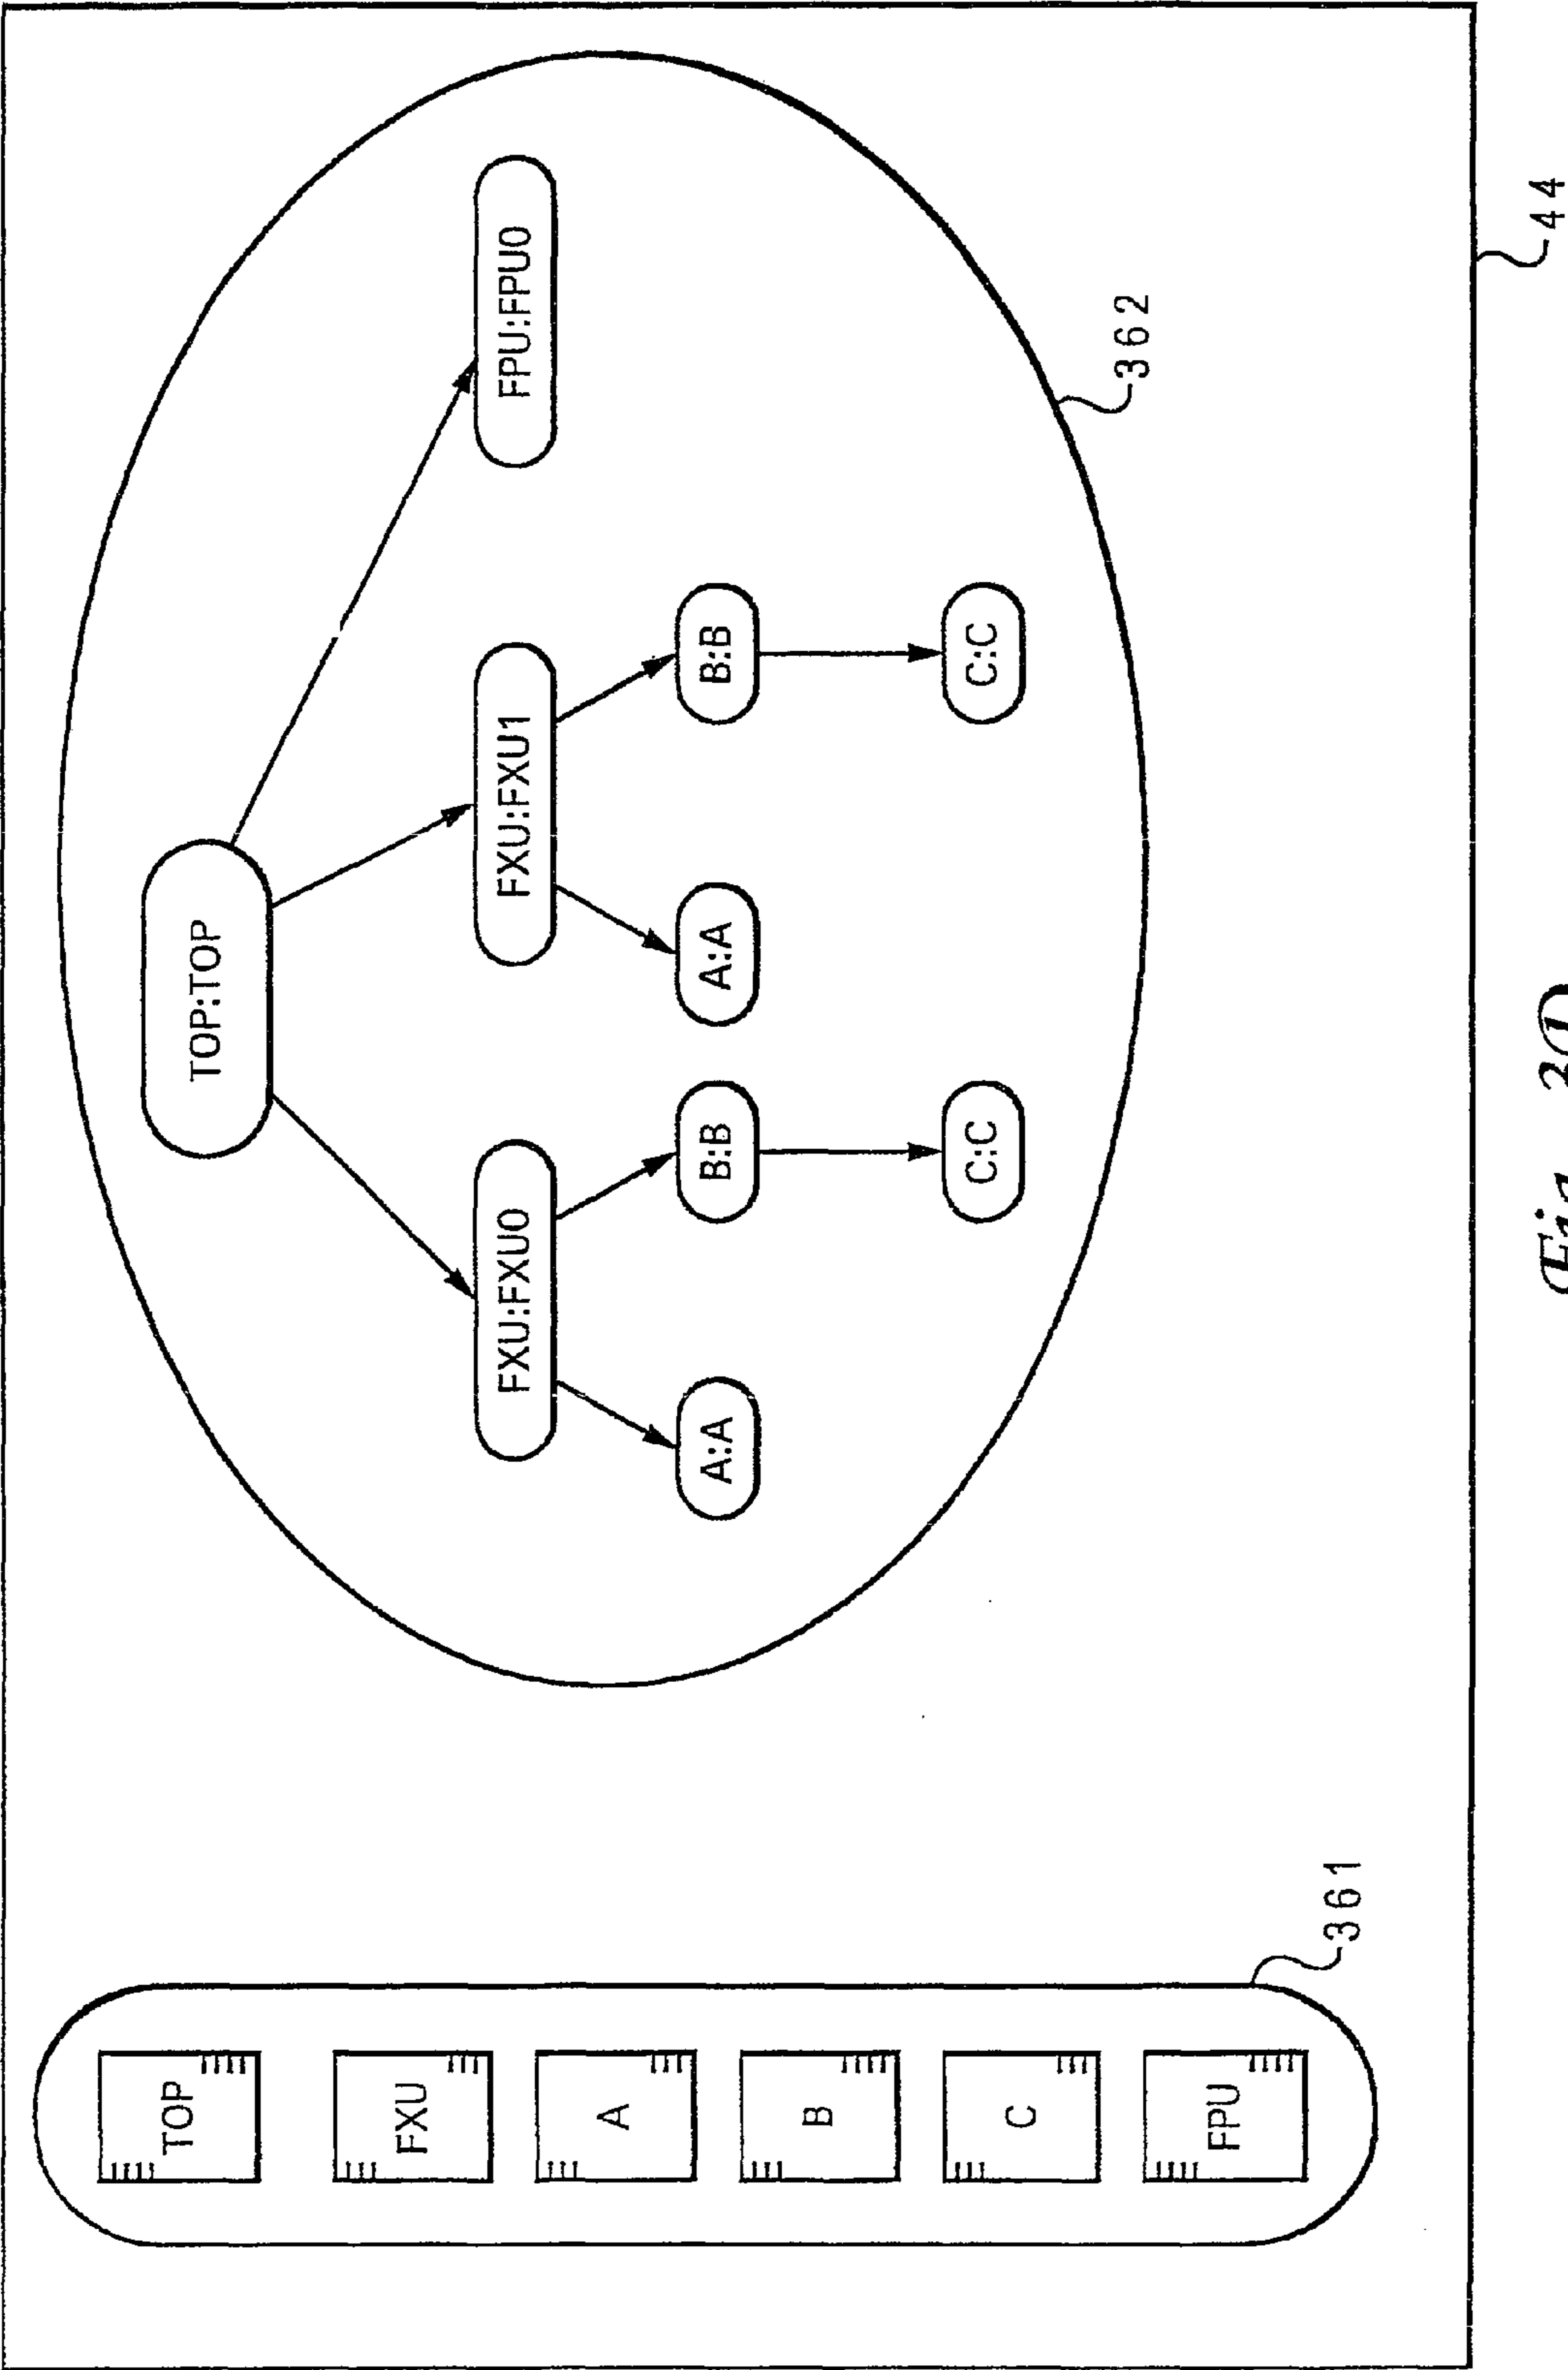 TOP
FXU
A
B
C
FPU
361
TOP:TOP
FXU:FXU0
FXU:FXU1
FPU:FPU0
A:A
B:B
A:A
B:B
C:C
C:C
362
44